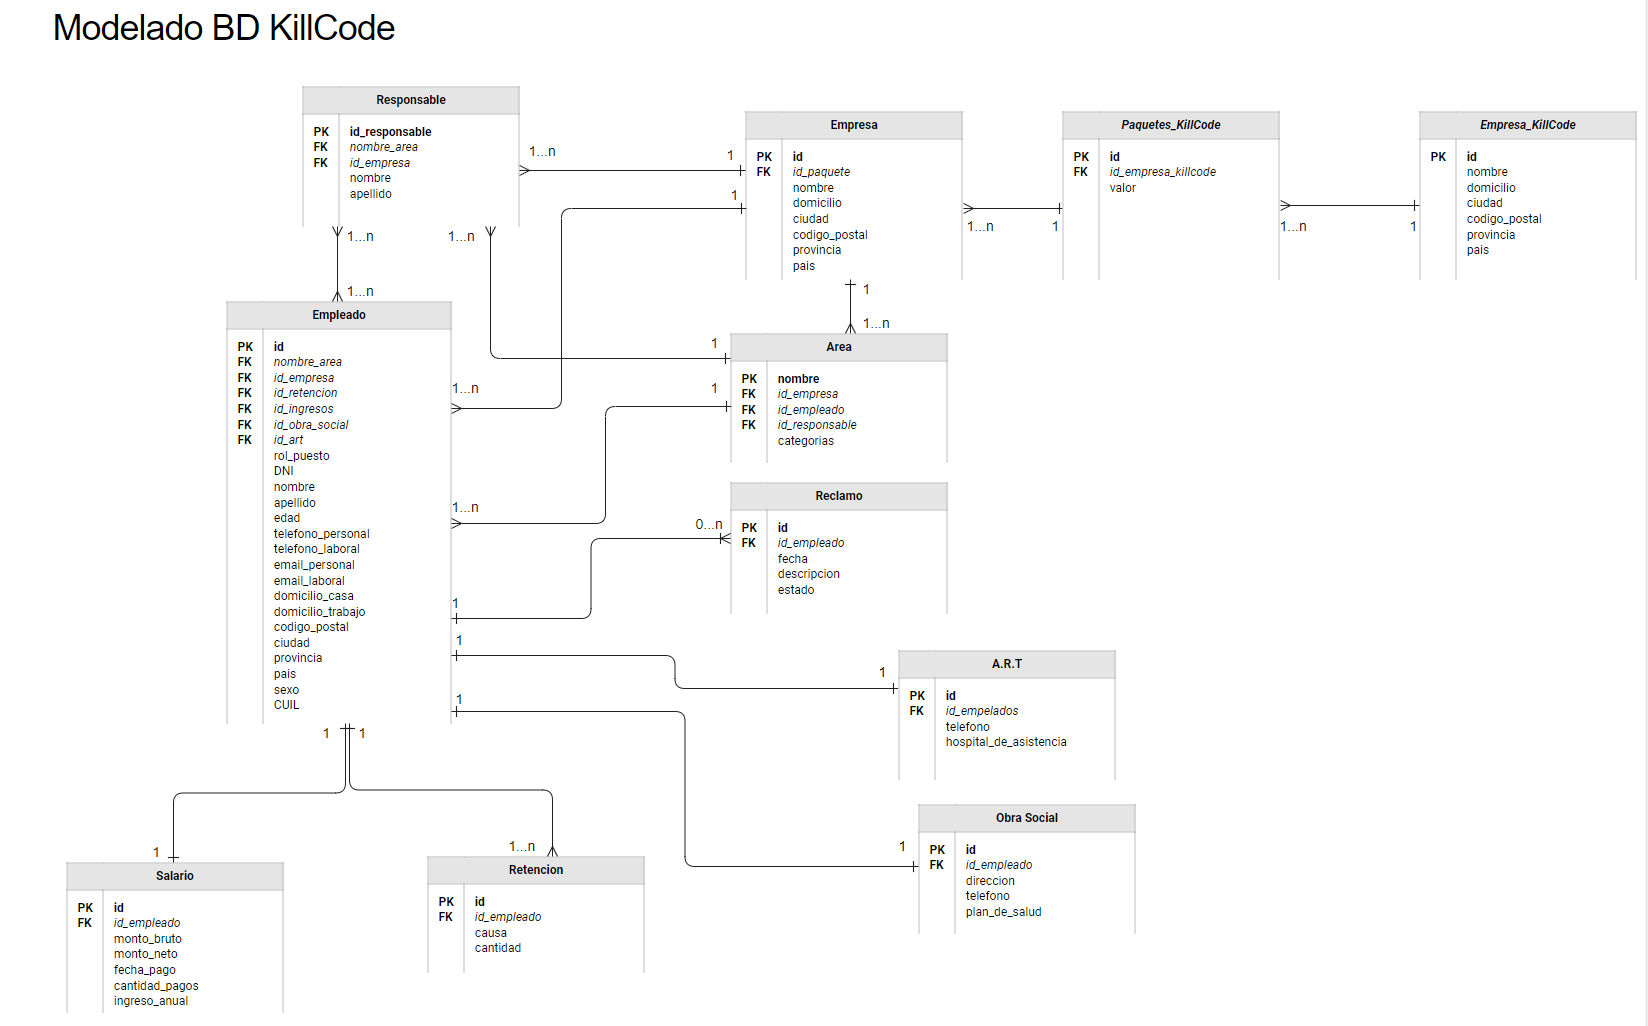 Modelado BD KillCode
Responsable
PK id_responsable
FK nombre_area
FK id_empresa
nombre
apellido
1...n
1
1
1...n
1...n
1...n
Empresa
PK id
FK id_paquete
nombre
domicilio
ciudad
codigo_postal
provincia
pais
1...n
1
Paquetes_KillCode
PK id
FK id_empresa_killcode
valor
1...n
1
Empresa_KillCode
PK id
nombre
domicilio
ciudad
codigo_postal
provincia
pais
1
1...n
Empleado
PK id
FK nombre_area
FK id_empresa
FK id_retencion
FK id_ingresos
FK id_obra_social
FK id_art
rol_puesto
DNI
nombre
apellido
edad
telefono_personal
telefono_laboral
email_personal
email_laboral
domicilio_casa
domicilio_trabajo
codigo_postal
ciudad
provincia
pais
sexo
CUIL
1...n
1...n
1
1
1
1
1
0...n
Area
PK nombre
FK id_empresa
FK id_empleado
FK id_responsable
categorias
Reclamo
PK id
FK id_empleado
fecha
descripcion
estado
1
A.R.T
PK id
FK id_empelados
telefono
hospital_de_asistencia
1
Obra Social
PK id
FK id_empleado
direccion
telefono
plan_de_salud
1
1
1
Salario
PK id
FK id_empleado
monto_bruto
monto_neto
fecha_pago
cantidad_pagos
ingreso_anual
1...n
Retencion
PK id
FK id_empleado
causa
cantidad